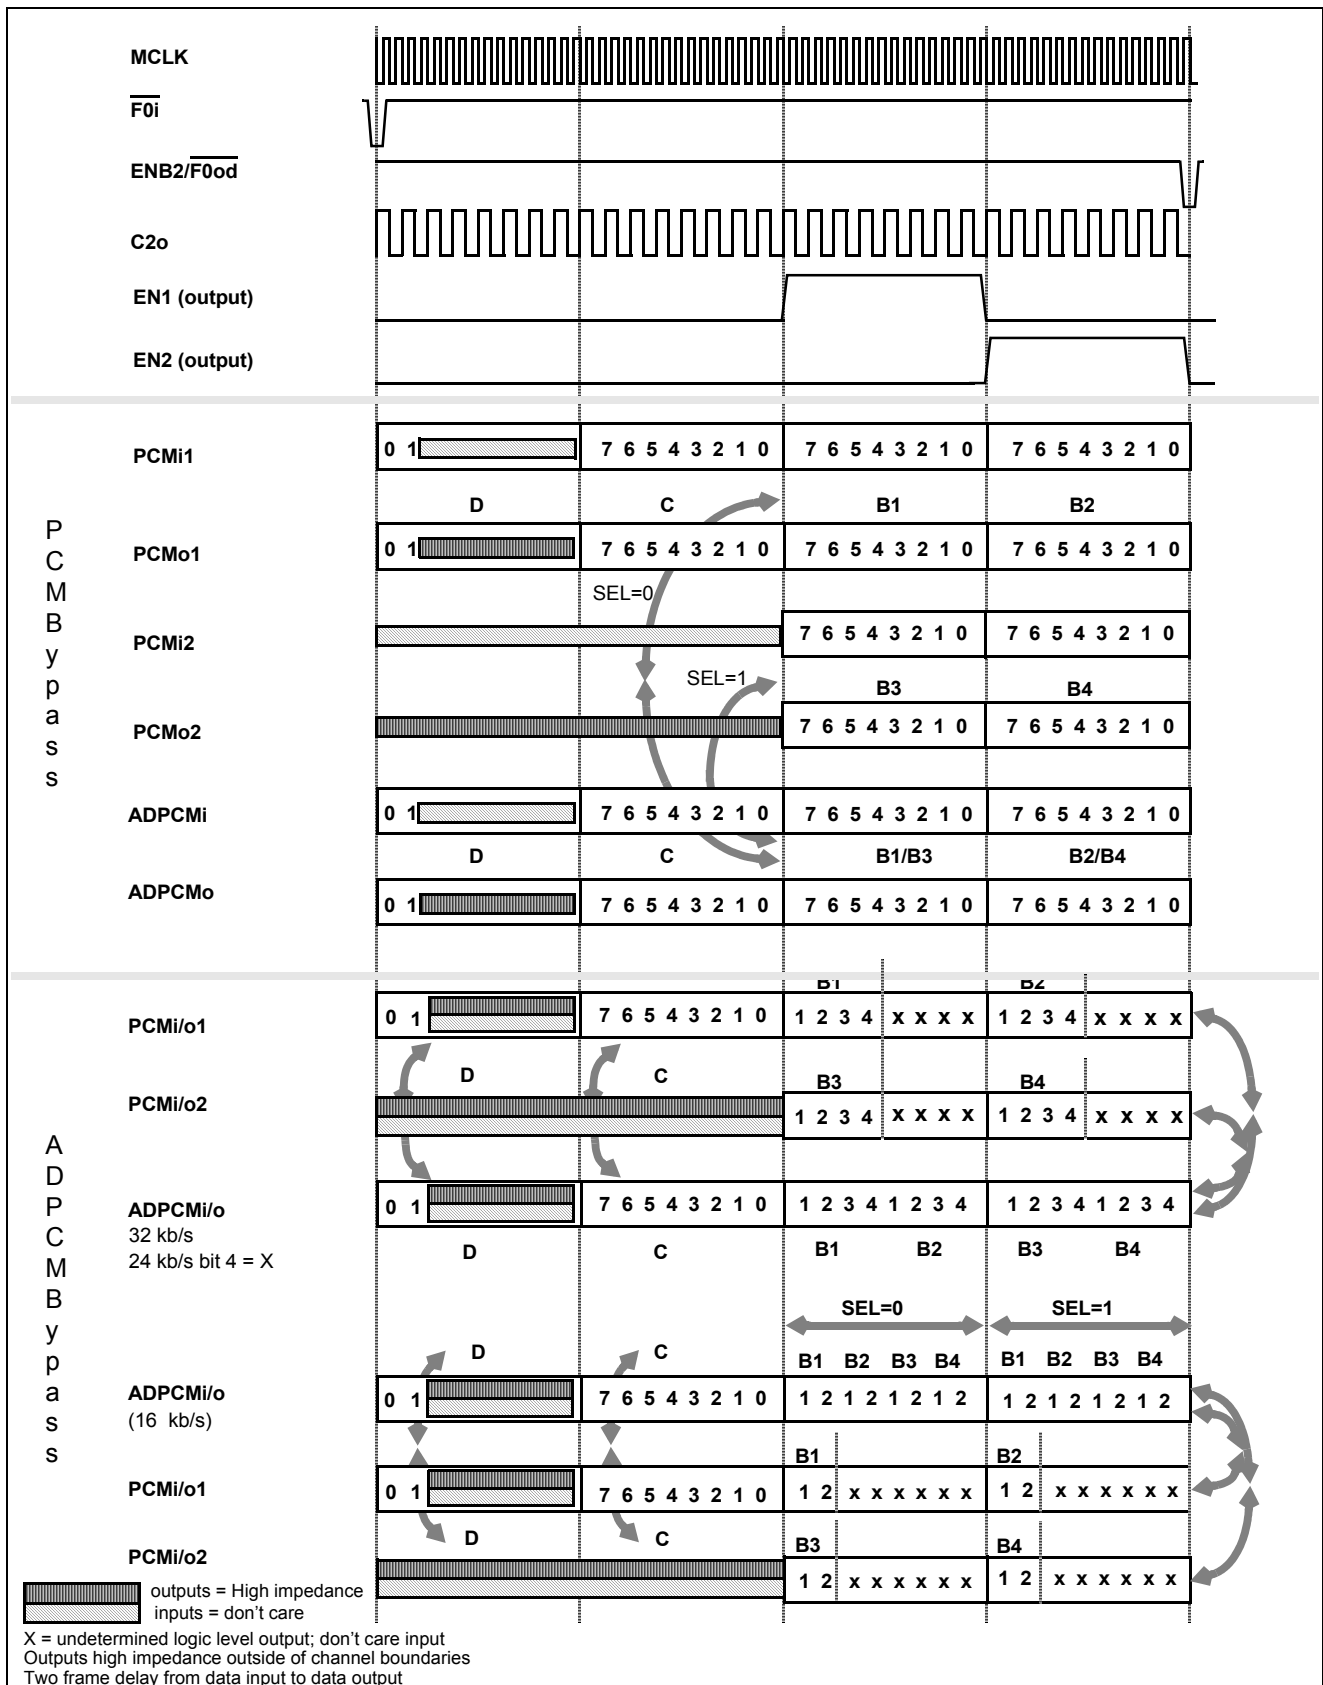 MCLK
F0i
ENB2/F0od
C2o
EN1 (output)
EN2 (output)
PCM Bypass
PCMi1
0 1 7 6 5 4 3 2 1 0 7 6 5 4 3 2 1 0 7 6 5 4 3 2 1 0
D C B1 B2
PCMo1
0 1 7 6 5 4 3 2 1 0 7 6 5 4 3 2 1 0 7 6 5 4 3 2 1 0
SEL=0
PCMi2
7 6 5 4 3 2 1 0 7 6 5 4 3 2 1 0
SEL=1 B3 B4
PCMo2
7 6 5 4 3 2 1 0 7 6 5 4 3 2 1 0
ADPCMi
0 1 7 6 5 4 3 2 1 0 7 6 5 4 3 2 1 0 7 6 5 4 3 2 1 0
D C B1/B3 B2/B4
ADPCMo
0 1 7 6 5 4 3 2 1 0 7 6 5 4 3 2 1 0 7 6 5 4 3 2 1 0
ADPCM Bypass
B1 B2
PCMi/o1
0 1 7 6 5 4 3 2 1 0 1 2 3 4 x x x x 1 2 3 4 x x x x
D C B3 B4
PCMi/o2
1 2 3 4 x x x x 1 2 3 4 x x x x
ADPCMi/o
0 1 7 6 5 4 3 2 1 0 1 2 3 4 1 2 3 4 1 2 3 4 1 2 3 4
32 kb/s
24 kb/s bit 4 = X
D C B1 B2 B3 B4
SEL=0 SEL=1
D C B1 B2 B3 B4 B1 B2 B3 B4
ADPCMi/o
(16 kb/s)
0 1 7 6 5 4 3 2 1 0 1 2 1 2 1 2 1 2 1 2 1 2 1 2 1 2
B1 B2
PCMi/o1
0 1 7 6 5 4 3 2 1 0 1 2 x x x x x x 1 2 x x x x x x
D C B3 B4
PCMi/o2
1 2 x x x x x x 1 2 x x x x x x
outputs = High impedance
inputs = don't care
X = undetermined logic level output; don't care input
Outputs high impedance outside of channel boundaries
Two frame delay from data input to data output